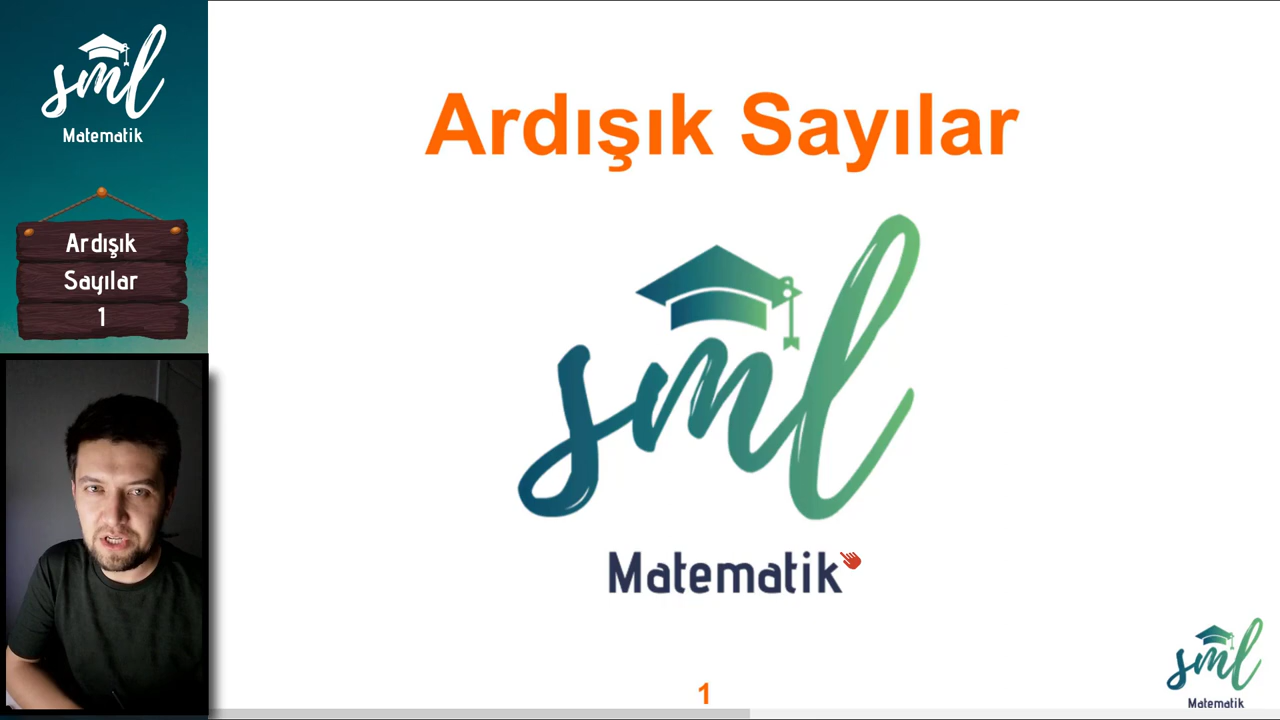 sml
Matematik
Ardışık
Sayılar
1
Ardışık Sayılar
sml
Matematik
1
sml
Matematik